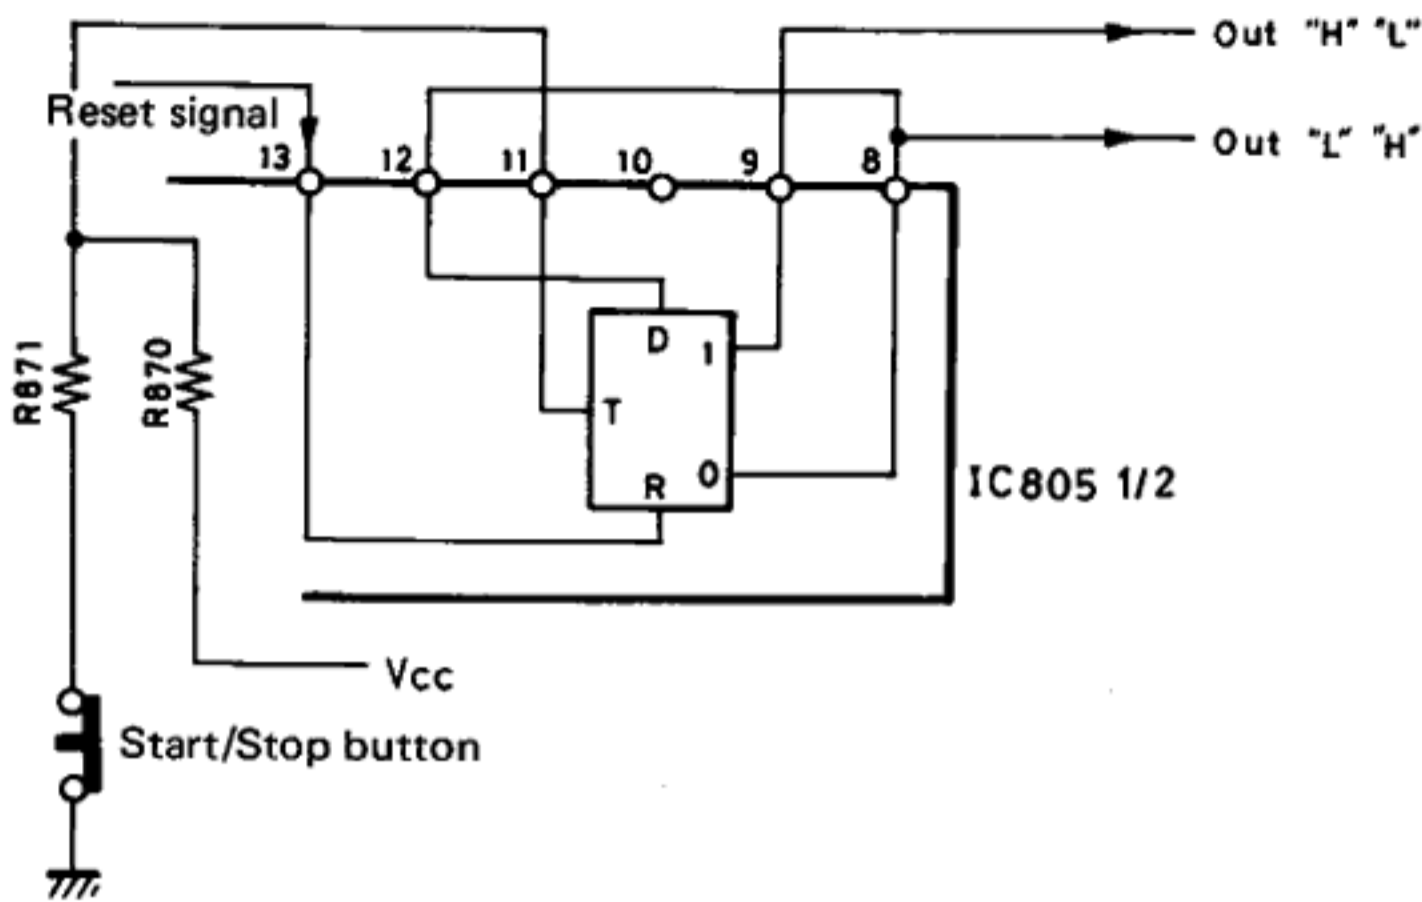 Out "H" "L"
Reset signal
Out "L" "H"
13
12
11
10
9
8
R871
R870
D
1
T
R
0
IC805 1/2
Vcc
Start/Stop button